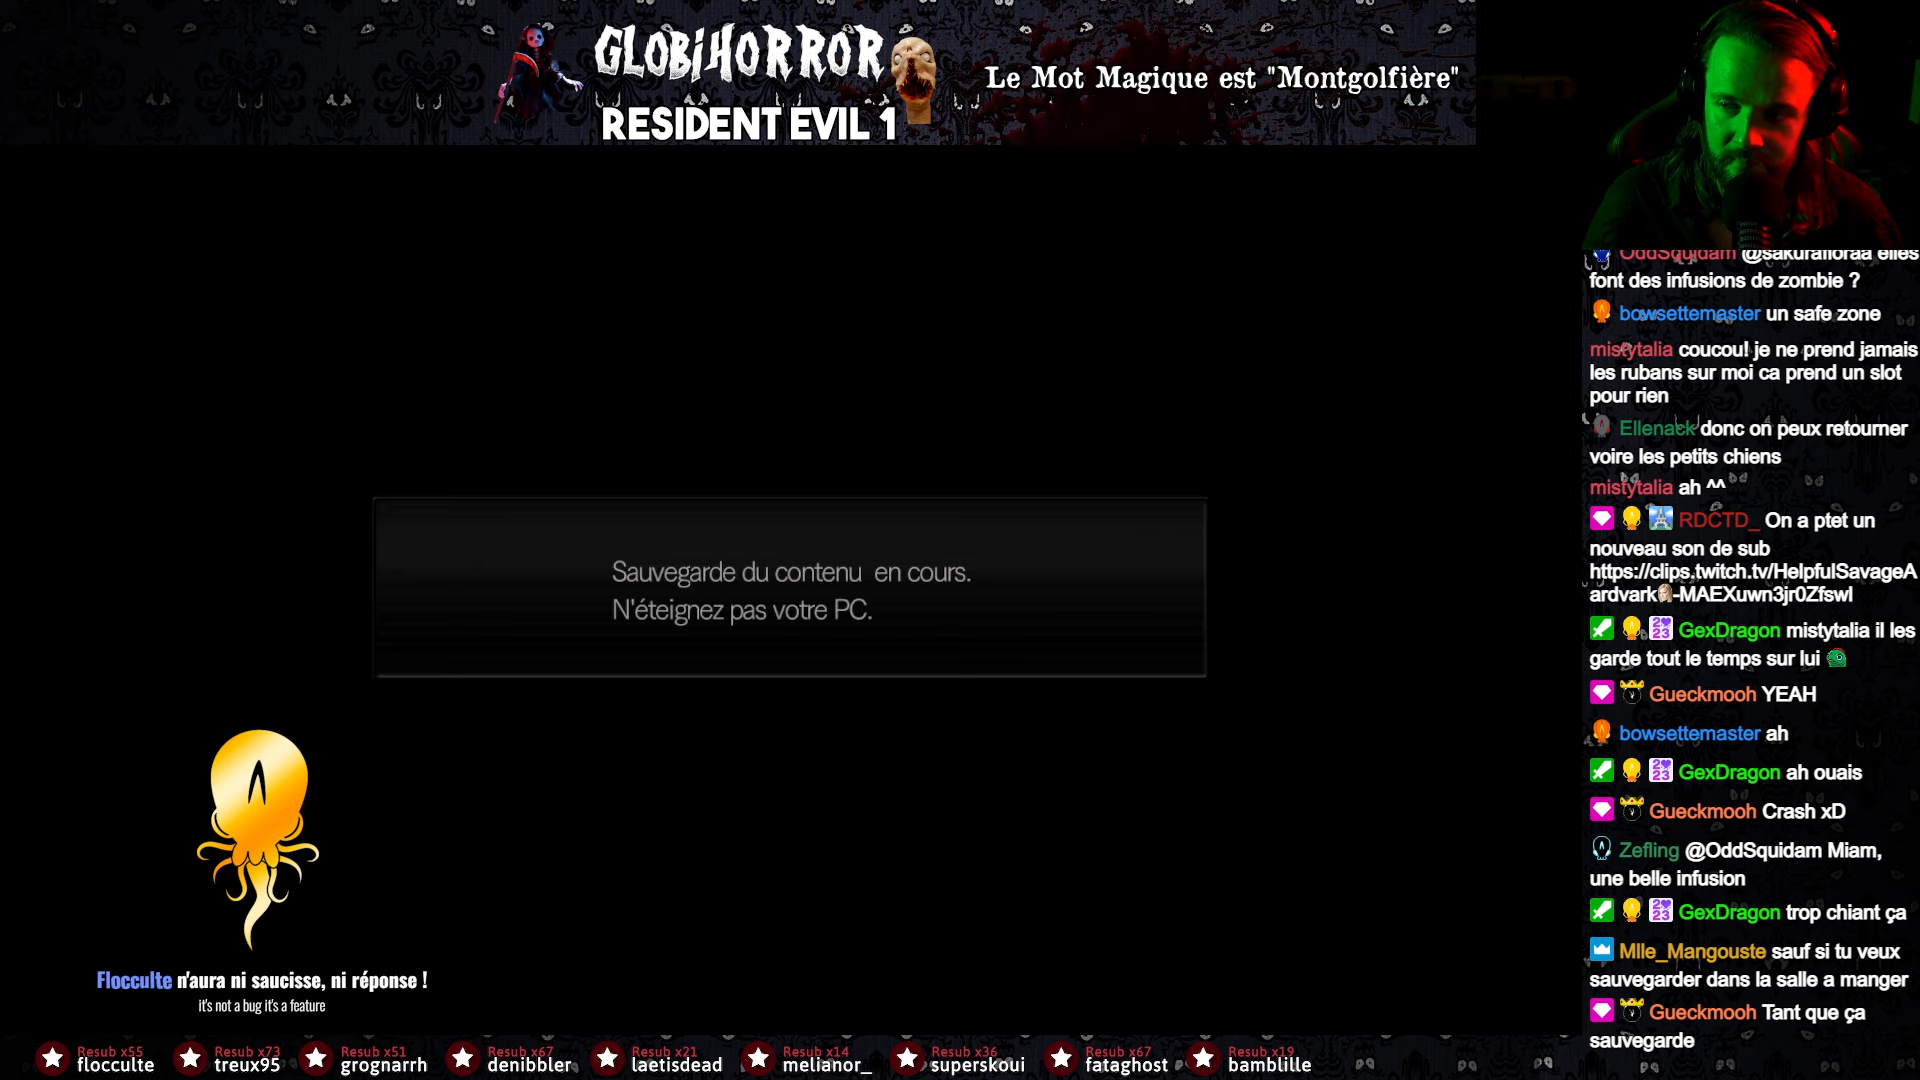 GLOBIHORROR
RESIDENT EVIL 1
Le Mot Magique est "Montgolfière"
OddSquidam @sakurafloraa elles
font des infusions de zombie ?
bowsettemaster un safe zone
mistytalia coucou! je ne prend jamais
les rubans sur moi ca prend un slot
pour rien
Ellenack donc on peux retourner
voire les petits chiens
mistytalia ah ^^
RDCTD_ On a ptet un
nouveau son de sub
https://clips.twitch.tv/HelpfulSavageA
ardvark-MAEXuwn3jr0Zfswl
GexDragon mistytalia il les
garde tout le temps sur lui
Gueckmooh YEAH
bowsettemaster ah
GexDragon ah ouais
Gueckmooh Crash xD
Zefling @OddSquidam Miam,
une belle infusion
GexDragon trop chiant ça
Mlle_Mangouste sauf si tu veux
sauvegarder dans la salle a manger
Gueckmooh Tant que ça
sauvegarde
Sauvegarde du contenu en cours.
N'éteignez pas votre PC.
Flocculte n'aura ni saucisse, ni réponse !
it's not a bug it's a feature
Resub x55
flocculte
Resub x73
treux95
Resub x51
grognarrh
Resub x67
denibbler
Resub x21
laetisdead
Resub x14
melianor_
Resub x36
superskoui
Resub x67
fataghost
Resub x19
bamblille